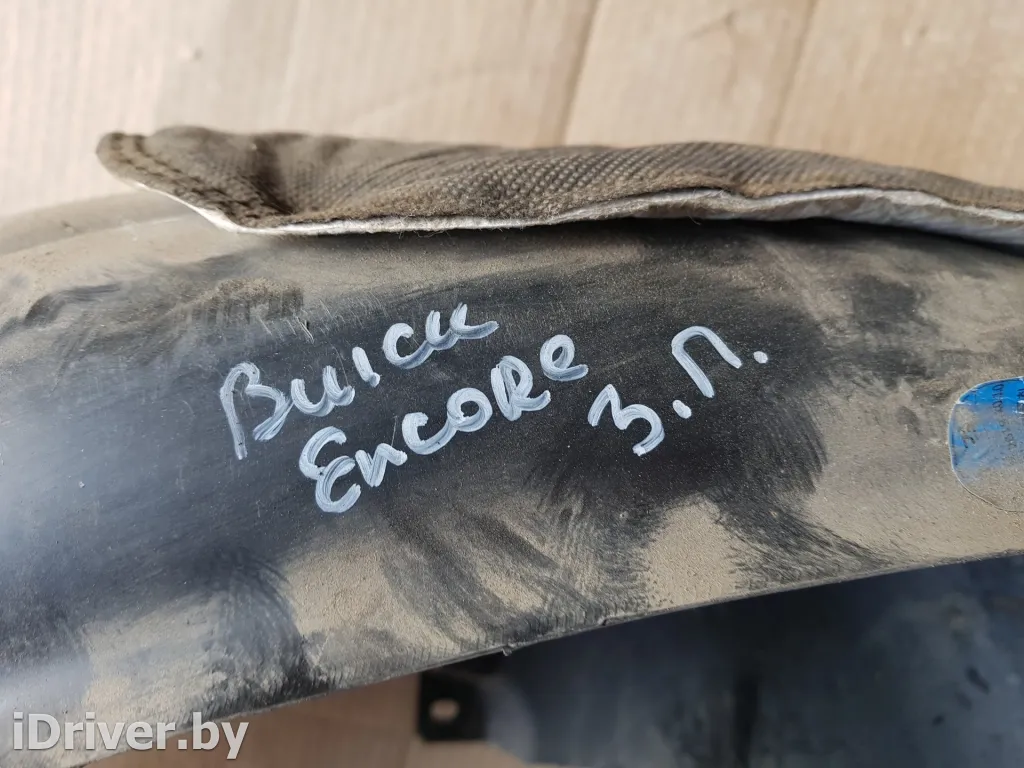 Buick
Encore З.П.
iDriver.by